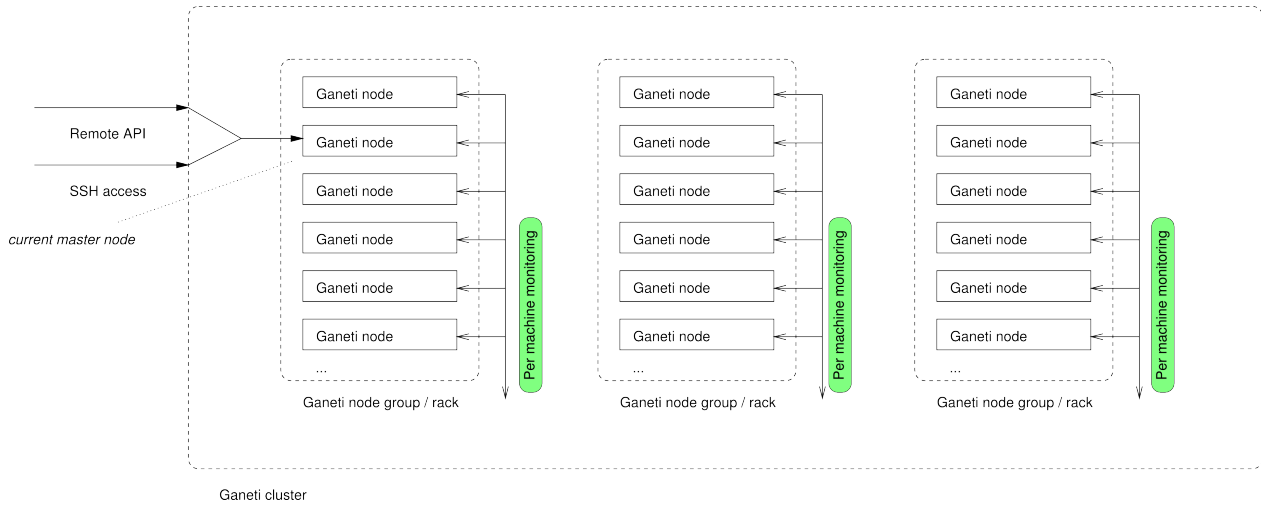 Remote API
SSH access
current master node
Ganeti node
Ganeti node
Ganeti node
Ganeti node
Ganeti node
Ganeti node
...
Ganeti node group / rack
Per machine monitoring
Ganeti node
Ganeti node
Ganeti node
Ganeti node
Ganeti node
Ganeti node
...
Ganeti node group / rack
Per machine monitoring
Ganeti node
Ganeti node
Ganeti node
Ganeti node
Ganeti node
Ganeti node
...
Ganeti node group / rack
Per machine monitoring
Ganeti cluster